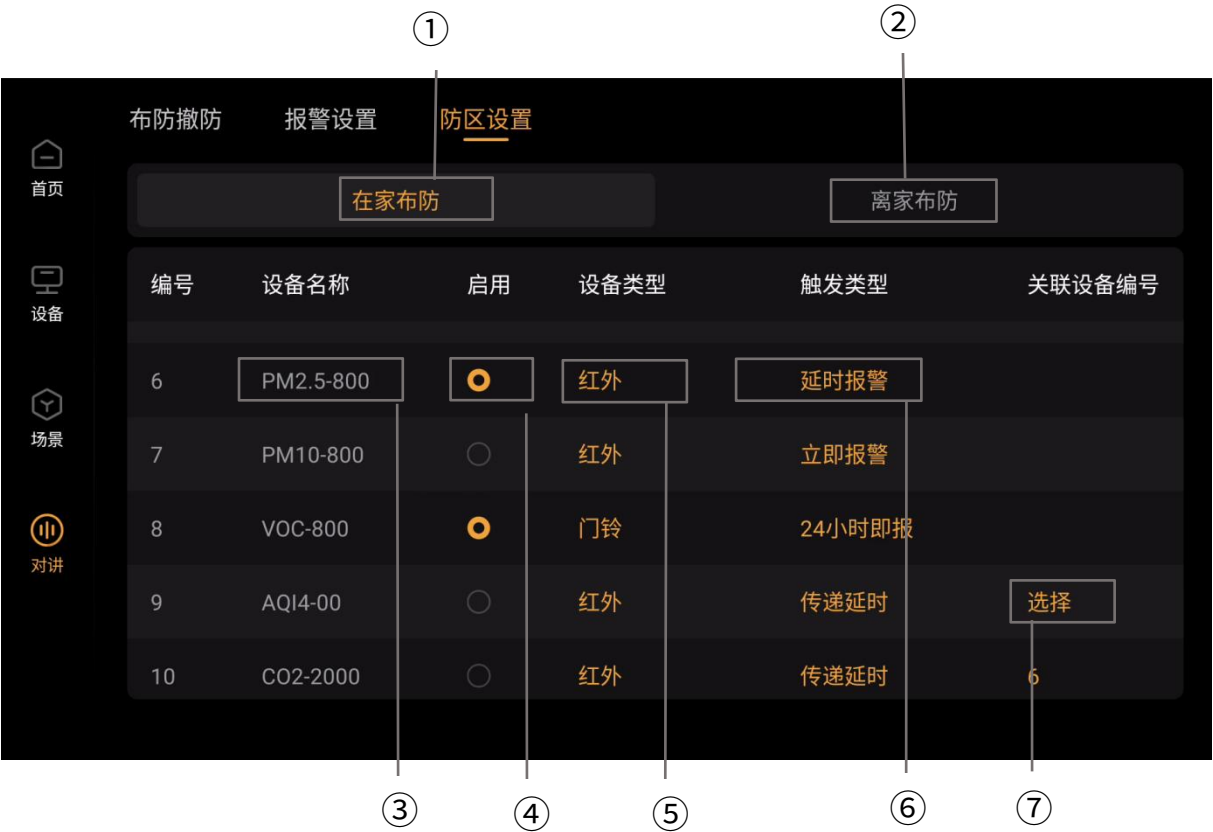 ① ②
布防撤防 报警设置 防区设置
首页
在家布防 离家布防
编号 设备名称 启用 设备类型 触发类型 关联设备编号
设备
6 PM2.5-800 红外 延时报警
场景
7 PM10-800 红外 立即报警
8 VOC-800 门铃 24小时即报
对讲
9 AQI4-00 红外 传递延时 选择
10 CO2-2000 红外 传递延时 6
③ ④ ⑤ ⑥ ⑦